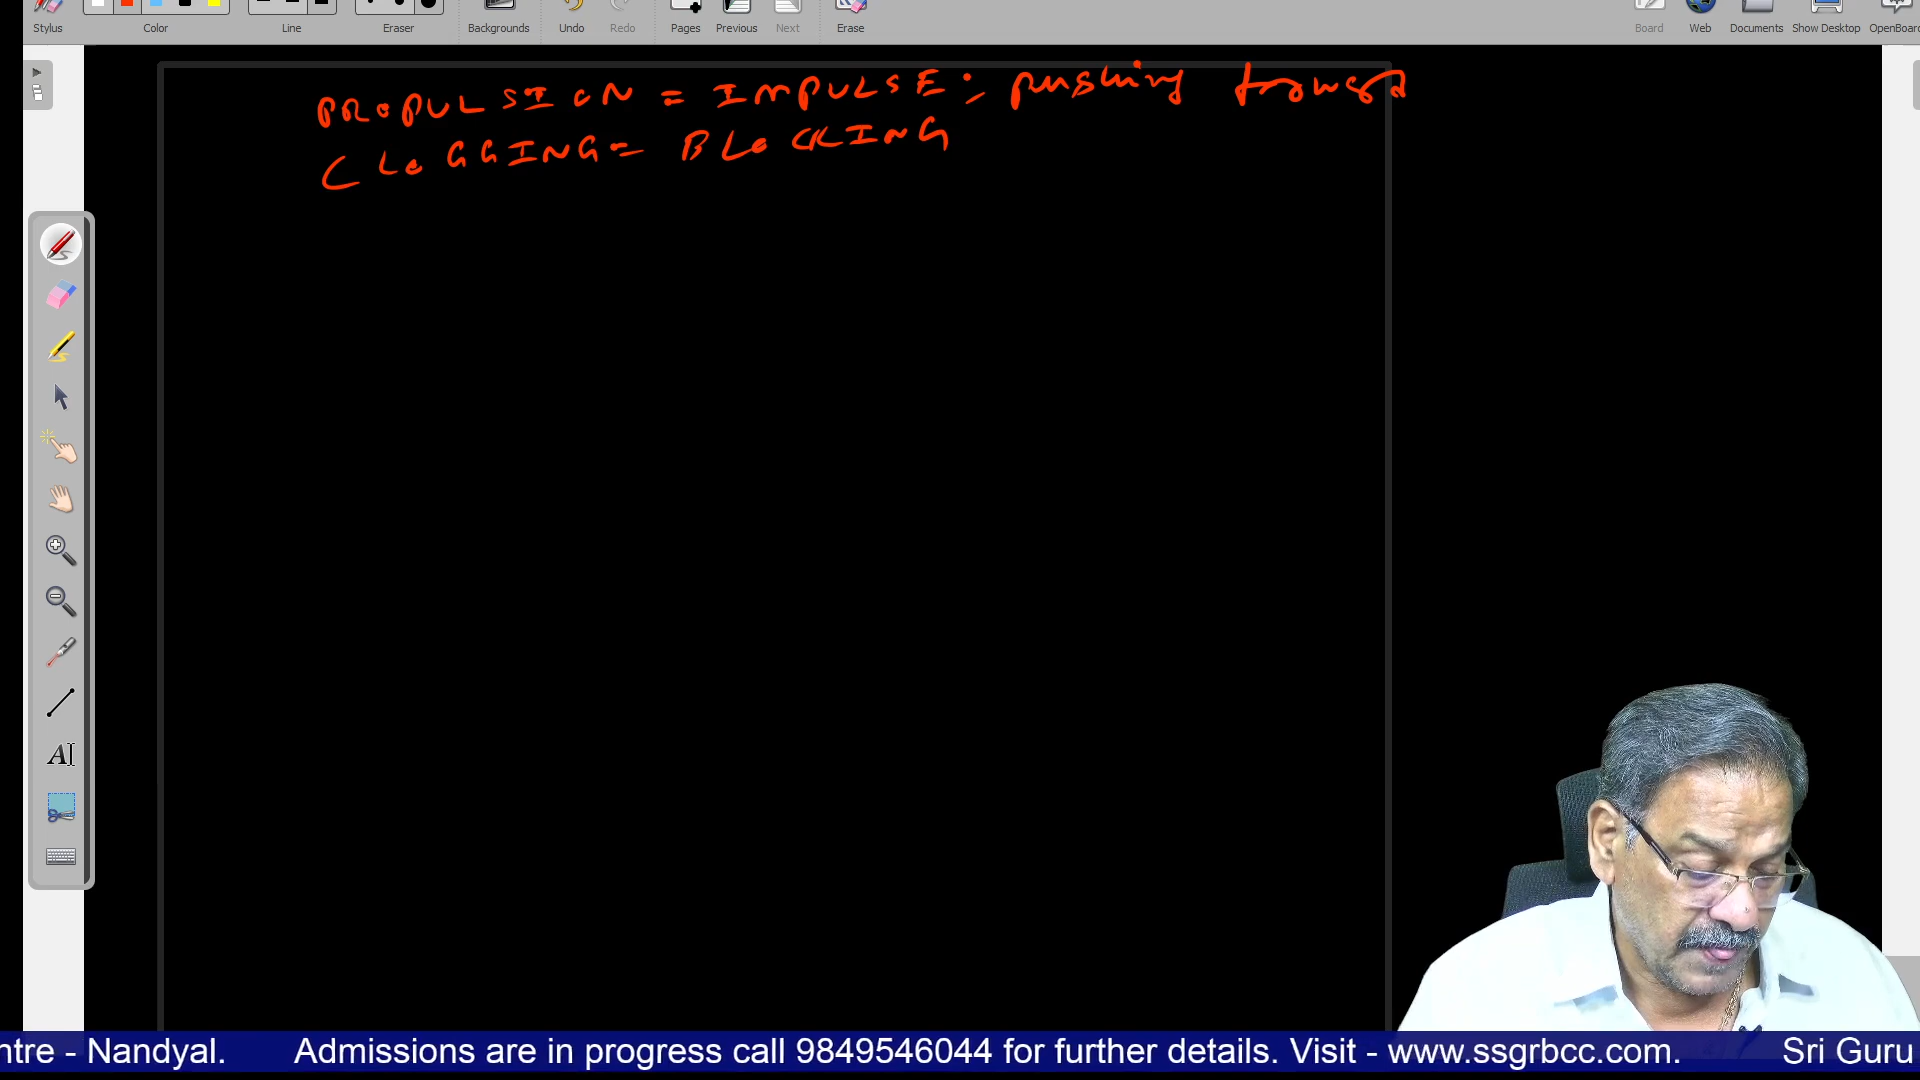 Stylus Color Line Eraser Backgrounds Undo Redo Pages Previous Next Erase Board Web Documents Show Desktop OpenBoard
PROPULSION = IMPULSE; pushing forward
CLOGGING = BLOCKING
A
ntre - Nandyal. Admissions are in progress call 9849546044 for further details. Visit - www.ssgrbcc.com. Sri Guru